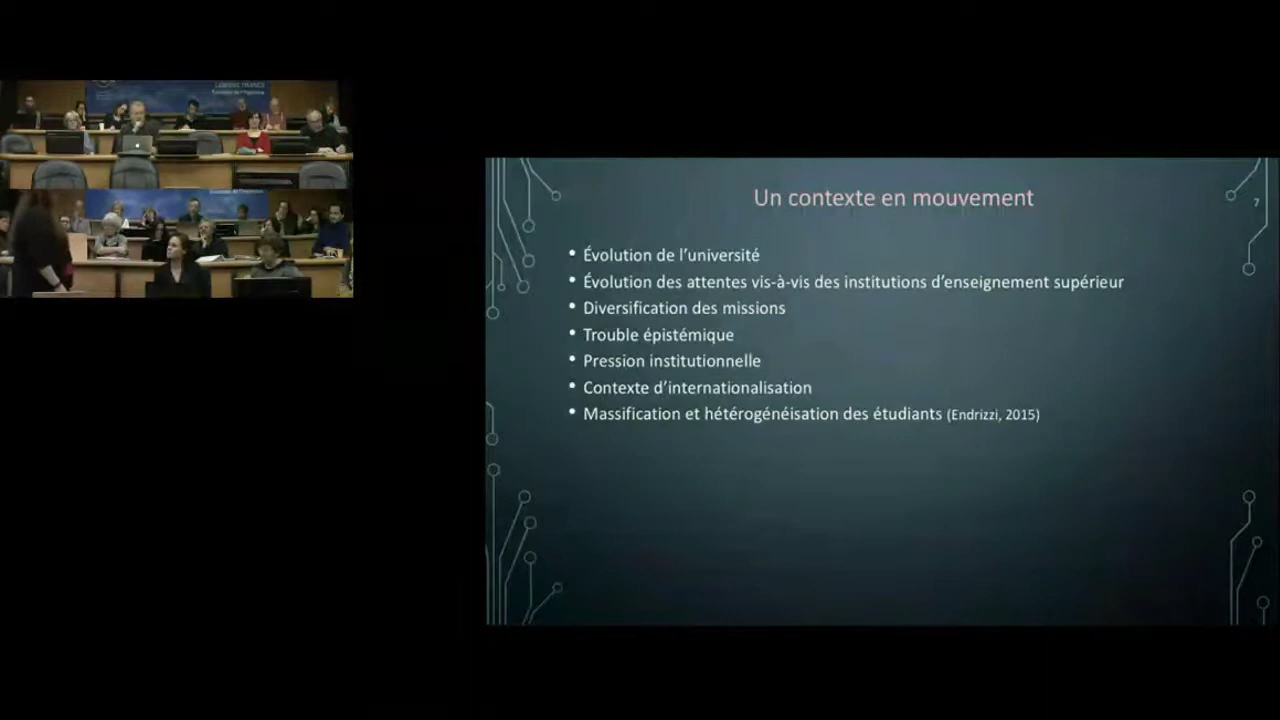 Un contexte en mouvement
7
• Évolution de l’université
• Évolution des attentes vis-à-vis des institutions d’enseignement supérieur
• Diversification des missions
• Trouble épistémique
• Pression institutionnelle
• Contexte d’internationalisation
• Massification et hétérogénéisation des étudiants (Endrizzi, 2015)